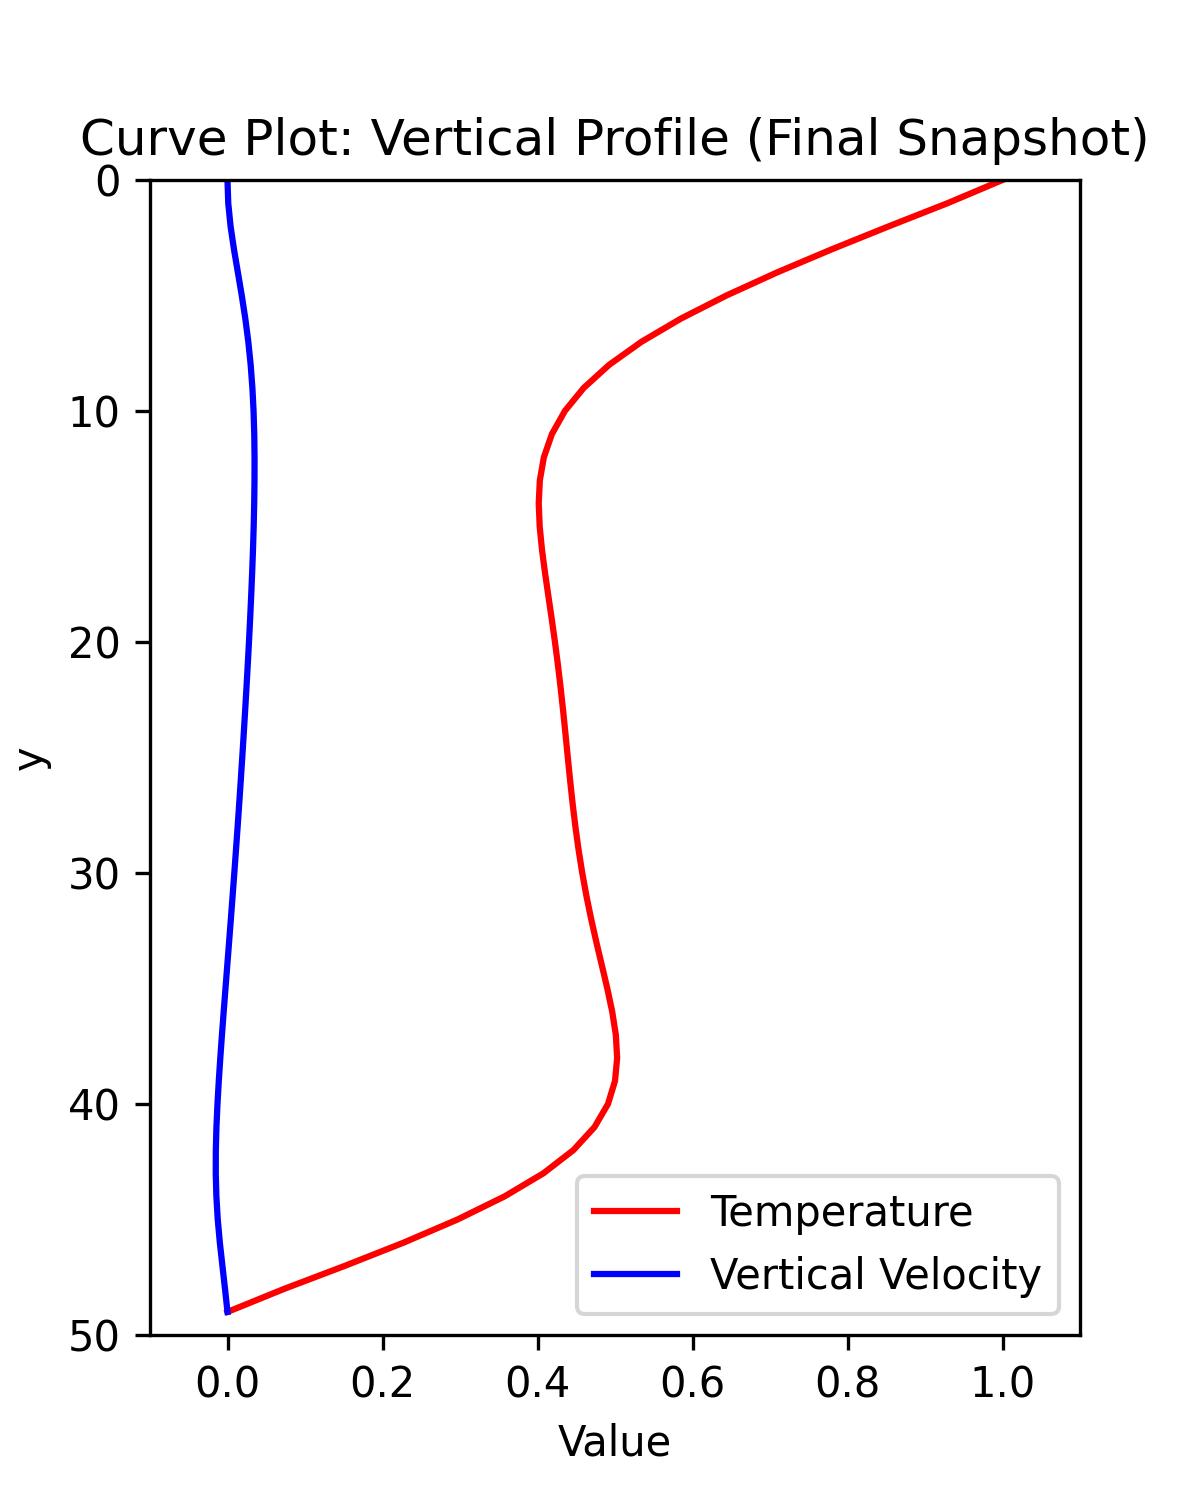 Curve Plot: Vertical Profile (Final Snapshot)
0
10
20
30
40
50
y
Temperature
Vertical Velocity
0.0 0.2 0.4 0.6 0.8 1.0
Value